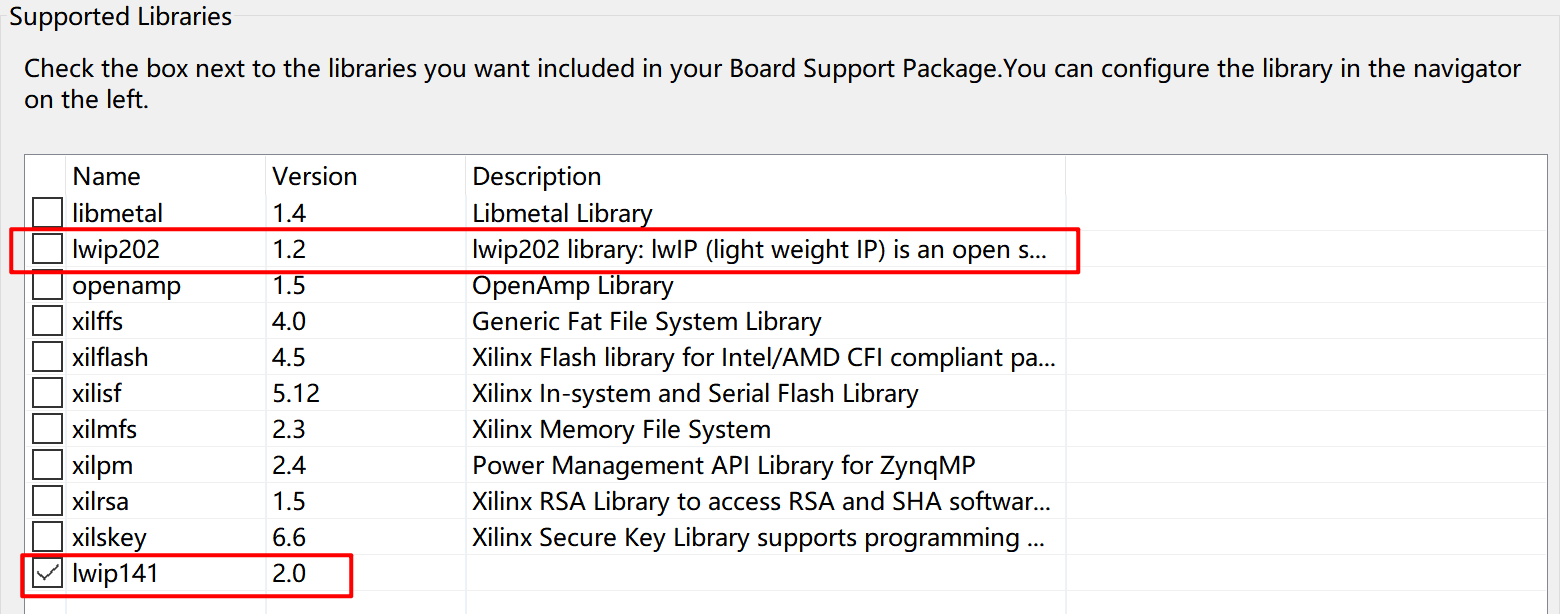 Supported Libraries
Check the box next to the libraries you want included in your Board Support Package.You can configure the library in the navigator
on the left.
Name Version Description
libmetal 1.4 Libmetal Library
lwip202 1.2 lwip202 library: lwIP (light weight IP) is an open s...
openamp 1.5 OpenAmp Library
xilffs 4.0 Generic Fat File System Library
xilflash 4.5 Xilinx Flash library for Intel/AMD CFI compliant pa...
xilisf 5.12 Xilinx In-system and Serial Flash Library
xilmfs 2.3 Xilinx Memory File System
xilpm 2.4 Power Management API Library for ZynqMP
xilrsa 1.5 Xilinx RSA Library to access RSA and SHA softwar...
xilskey 6.6 Xilinx Secure Key Library supports programming ...
lwip141 2.0